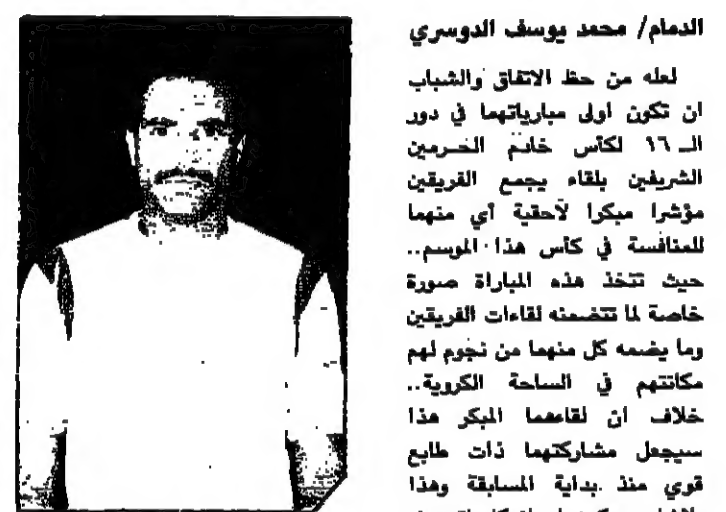 الدمام/ محمد يوسف الدوسري
لعله من حظ الاتفاق والشباب
ان تكون اولى مبارياتهما في دور
الـ ١٦ لكأس خادم الحرمين
الشريفين بلقاء يجمع الفريقين
مؤشرا مبكرا لأحقية أي منهما
للمنافسة في كأس هذا الموسم..
حيث تتخذ هذه المباراة صورة
خاصة لما تتضمنه لقاءات الفريقين
وما يضمه كل منهما من نجوم لهم
مكانتهم في الساحة الكروية..
خلاف ان لقاءهما المبكر هذا
سيجعل مشاركتهما ذات طابع
قوي منذ بداية المسابقة وهذا